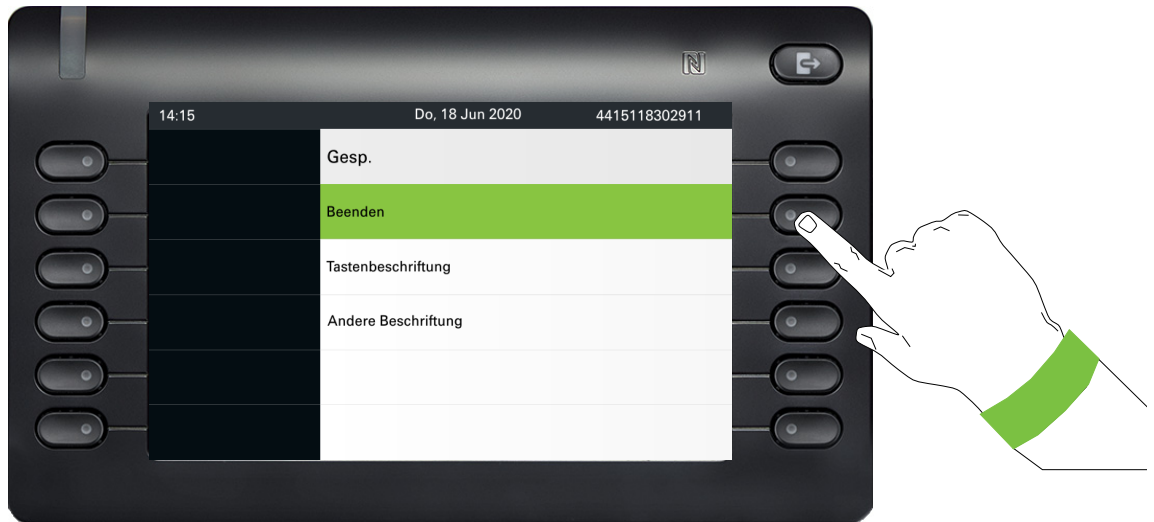 14:15 Do, 18 Jun 2020 4415118302911
Gesp.
Beenden
Tastenbeschriftung
Andere Beschriftung